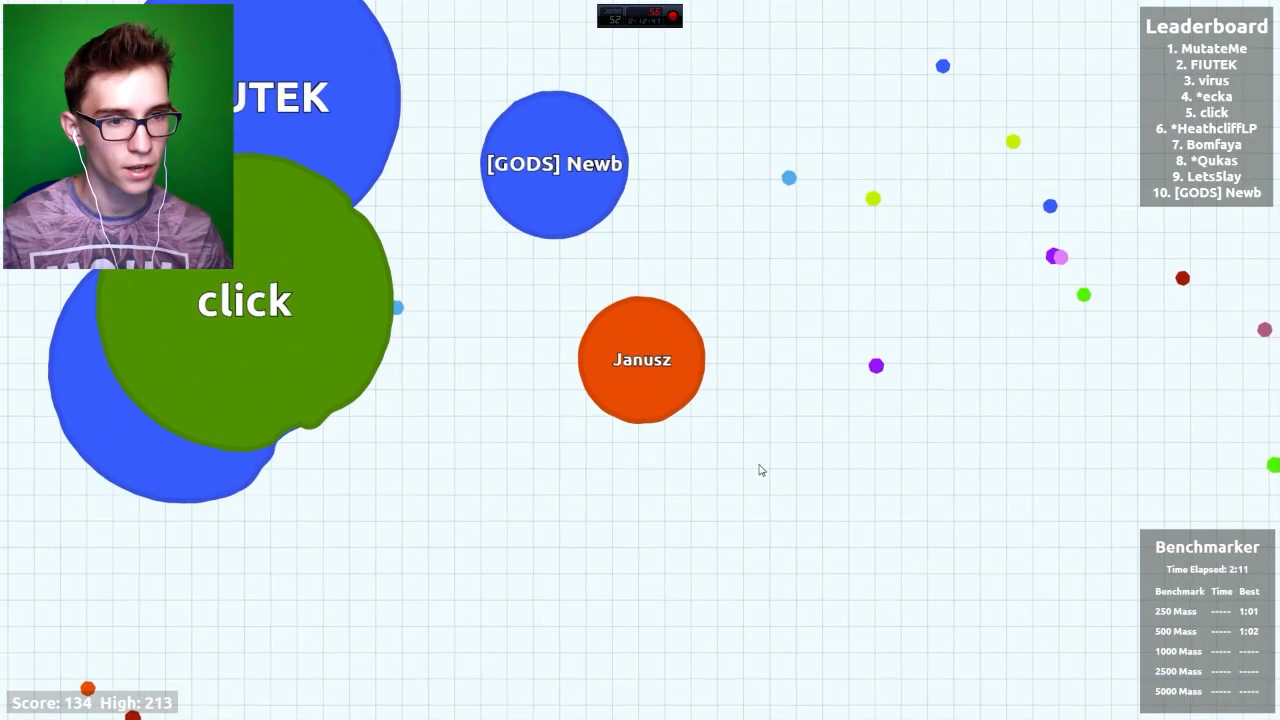 UTEK
[GODS] Newb
click
Janusz
Leaderboard
1. MutateMe
2. FIUTEK
3. virus
4. *ecka
5. click
6. *HeathcliffLP
7. Bomfaya
8. *Qukas
9. Lets5lay
10. [GODS] Newb
Benchmarker
Time Elapsed: 2:11
Benchmark Time Best
250 Mass ----- 1:01
500 Mass ----- 1:02
1000 Mass ----- -----
2500 Mass ----- -----
5000 Mass ----- -----
Score: 134 High: 213